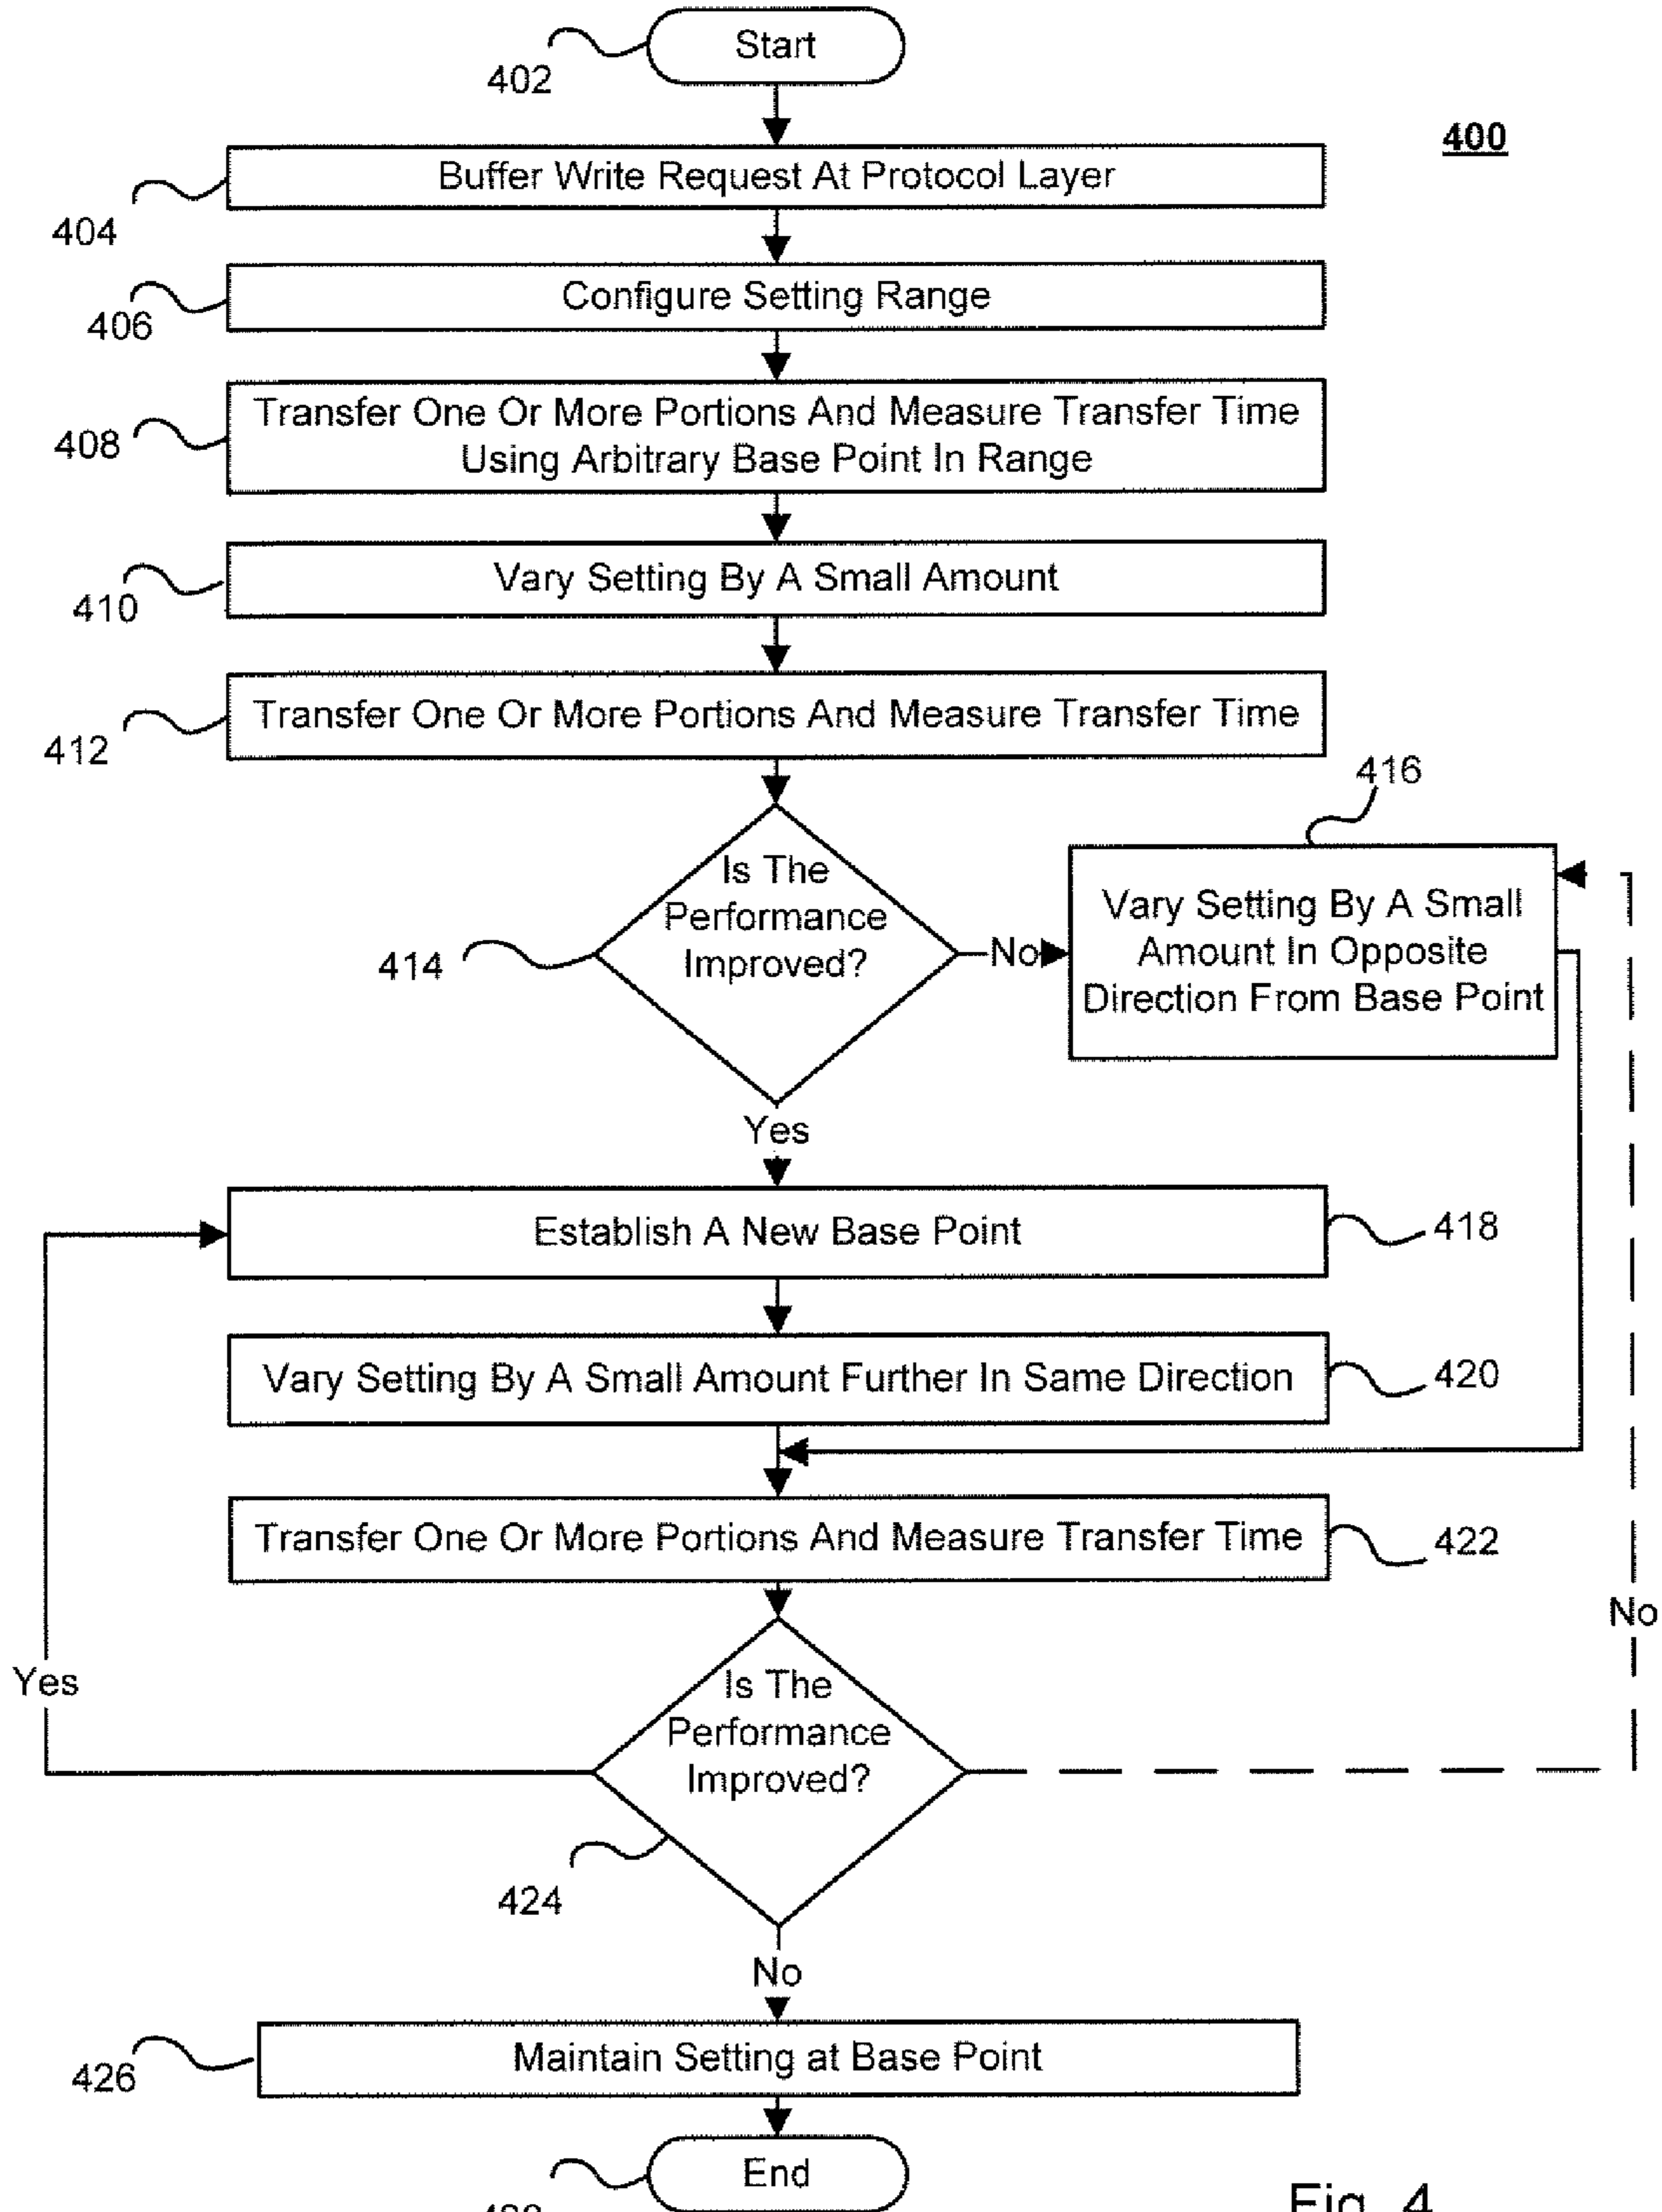 Start
402
400
Buffer Write Request At Protocol Layer
404
Configure Setting Range
406
Transfer One Or More Portions And Measure Transfer Time
Using Arbitrary Base Point In Range
408
Vary Setting By A Small Amount
410
Transfer One Or More Portions And Measure Transfer Time
412
416
Is The
Performance
Improved?
414
No
Vary Setting By A Small
Amount In Opposite
Direction From Base Point
Yes
Establish A New Base Point
418
Vary Setting By A Small Amount Further In Same Direction
420
Transfer One Or More Portions And Measure Transfer Time
422
No
Yes
Is The
Performance
Improved?
424
No
Maintain Setting at Base Point
426
End
Fig. 4